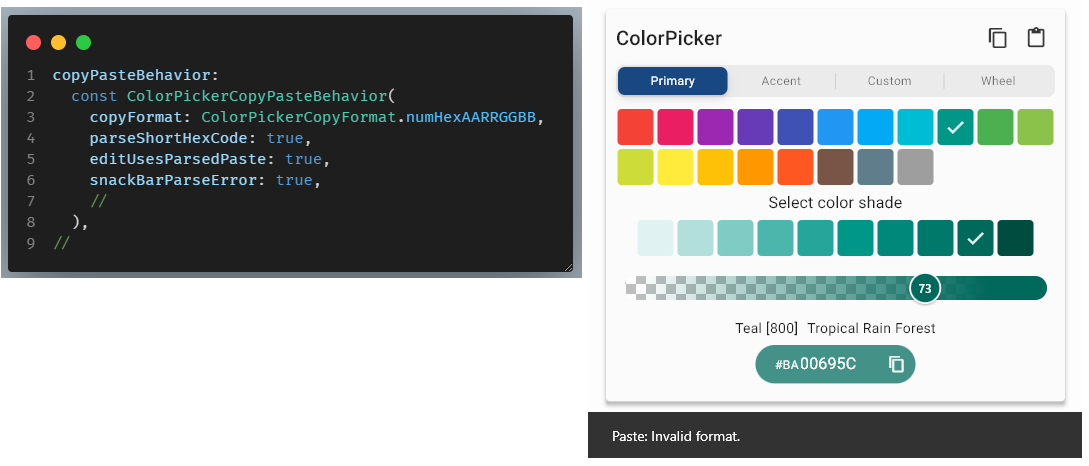 1 copyPasteBehavior:
2 const ColorPickerCopyPasteBehavior(
3 copyFormat: ColorPickerCopyFormat.numHexAARRGGBB,
4 parseShortHexCode: true,
5 editUsesParsedPaste: true,
6 snackBarParseError: true,
7 //
8 ),
9 //
ColorPicker
Primary Accent Custom Wheel
Select color shade
73
Teal [800] Tropical Rain Forest
#BA00695C
Paste: Invalid format.